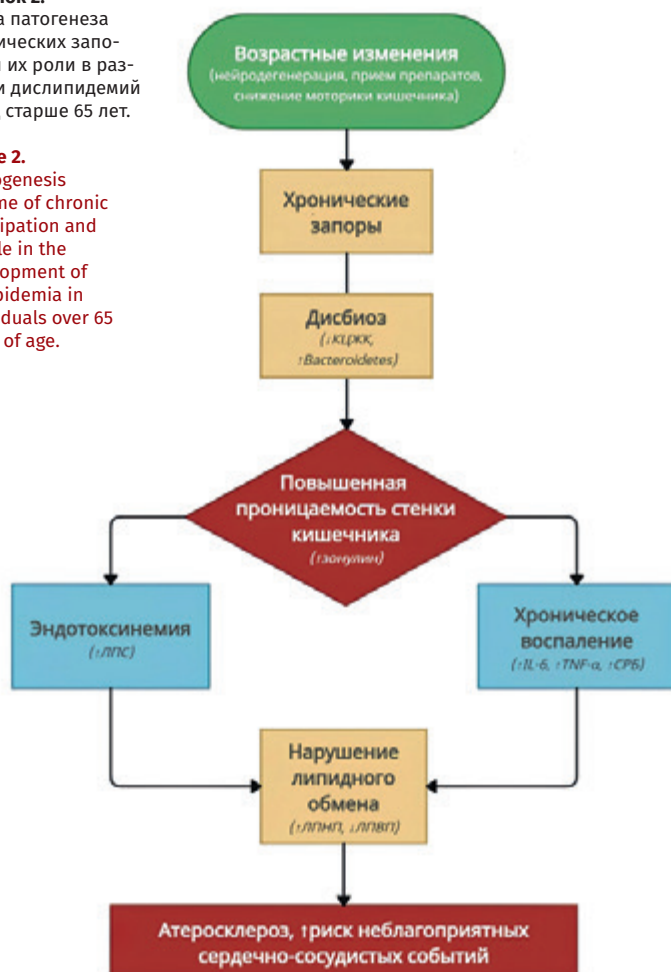 ок 2.
а патогенеза
ических запо-
и их роли в раз-
и дислипидемий
ц старше 65 лет.
e 2.
ogenesis
me of chronic
ipation and
le in the
opment of
pidemia in
duals over 65
of age.
Возрастные изменения
(нейродегенерация, прием препаратов,
снижение моторики кишечника)
Хронические
запоры
Дисбиоз
(↓КЦЖК,
↑Bacteroidetes)
Повышенная
проницаемость стенки
кишечника
(↑зонулин)
Эндотоксинемия
(↑ЛПС)
Хроническое
воспаление
(↑IL-6, ↑TNF-α, ↑СРБ)
Нарушение
липидного
обмена
(↑ЛПНП, ↓ЛПВП)
Атеросклероз, ↑риск неблагоприятных
сердечно-сосудистых событий